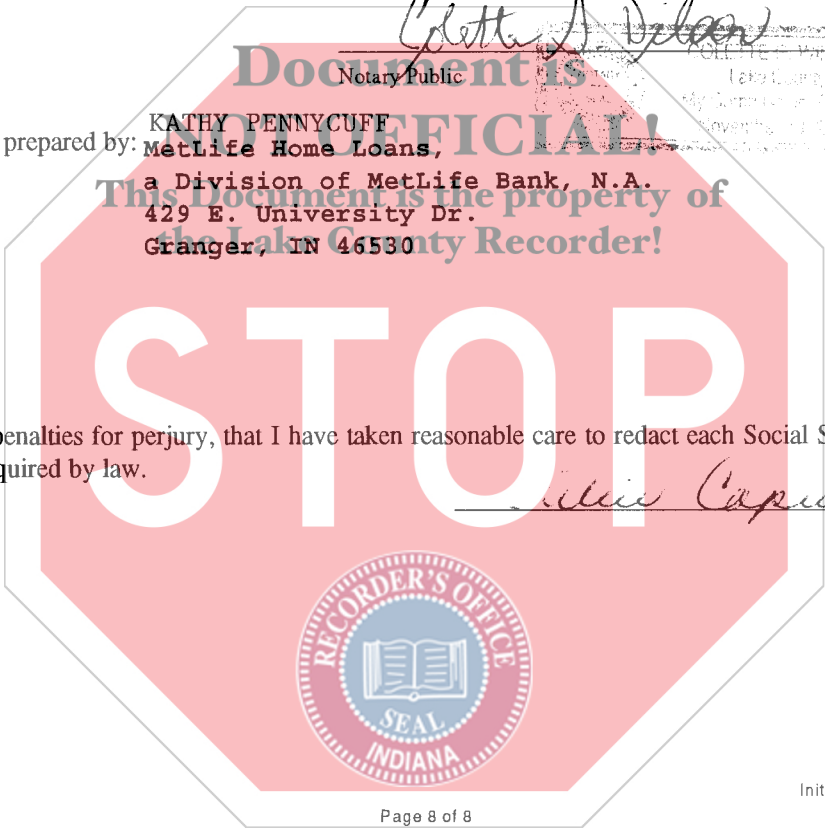 Colette S
Document is
Notary Public
NOT OFFICIAL!
KATHY PENNYCUFF
prepared by: MetLife Home Loans,
a Division of MetLife Bank, N.A.
This Document is the property of
429 E. University Dr.
the Lake County Recorder!
Granger, IN 46530
STOP
penalties for perjury, that I have taken reasonable care to redact each Social S
quired by law.
RECORDER'S OFFICE
SEAL
INDIANA
Init
Page 8 of 8